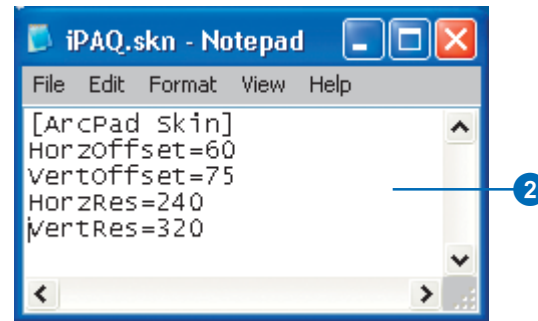 iPAQ.skn - Notepad
File Edit Format View Help
[ArcPad Skin]
HorzOffset=60
VertOffset=75
HorzRes=240
VertRes=320
2